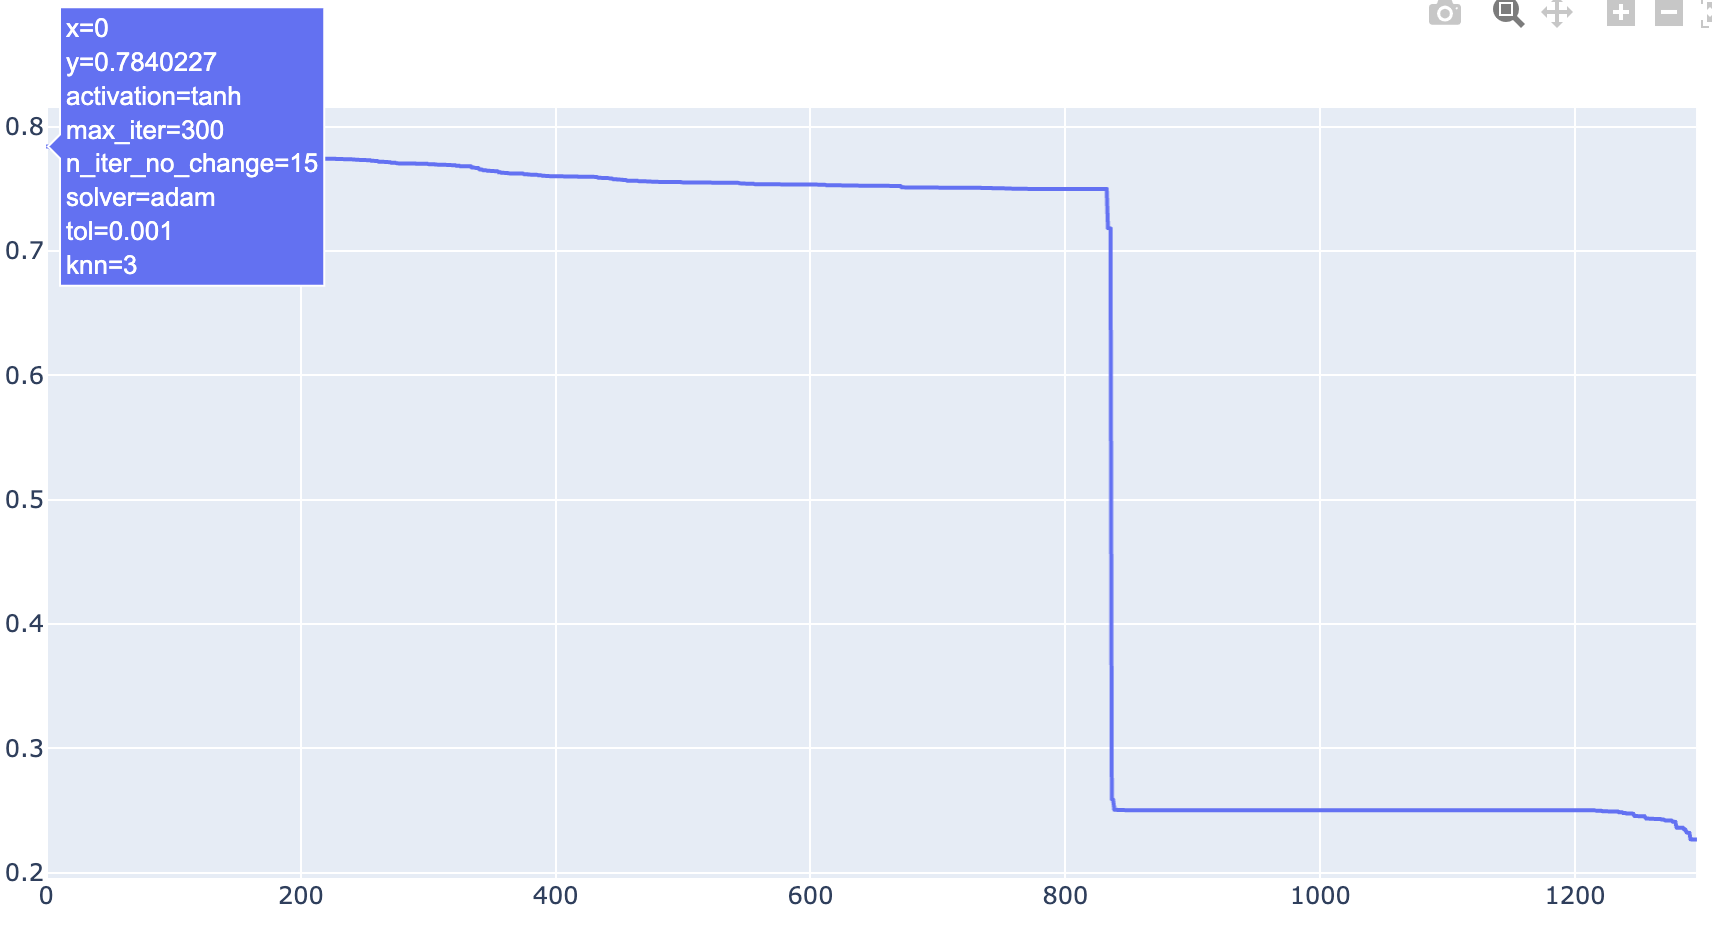 x=0
y=0.7840227
activation=tanh
max_iter=300
n_iter_no_change=15
solver=adam
tol=0.001
knn=3
0.8
0.7
0.6
0.5
0.4
0.3
0.2
0
200
400
600
800
1000
1200